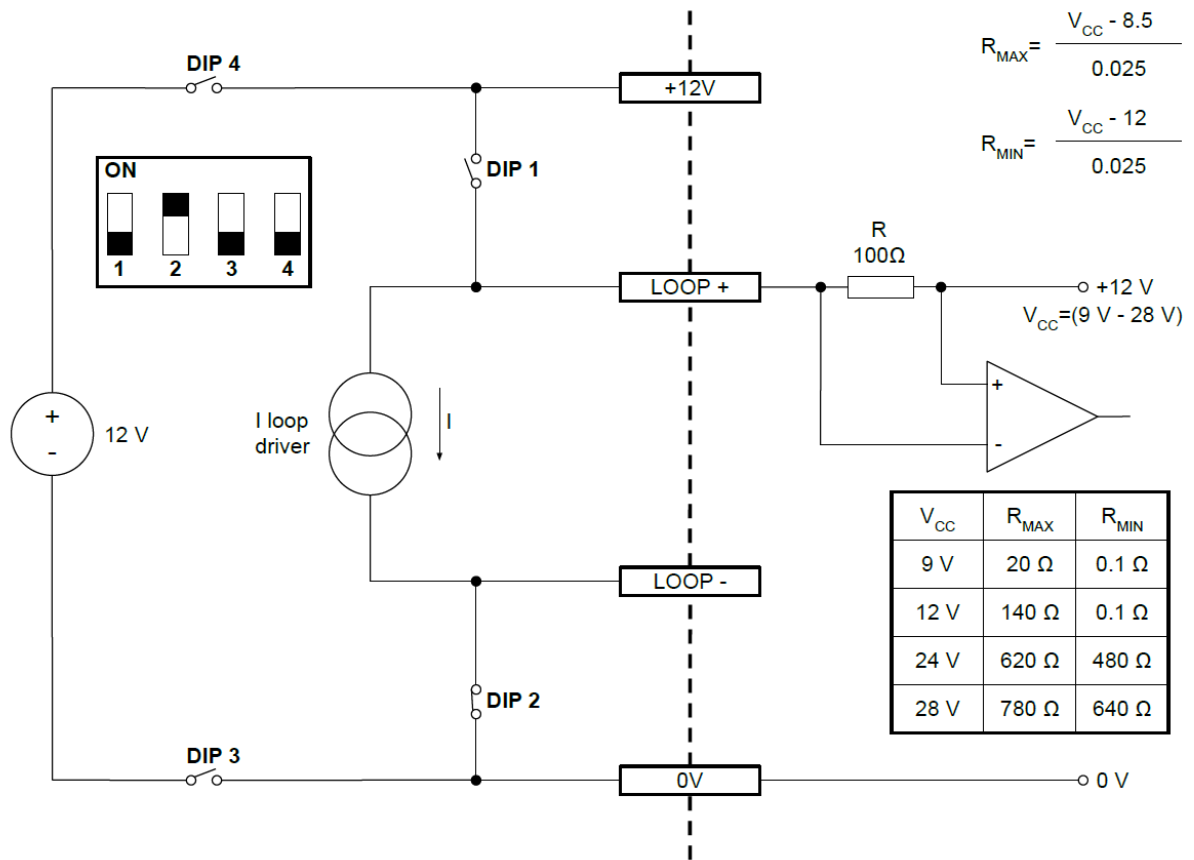 R_MAX= V_CC - 8.5
0.025
DIP 4
+12V
R_MIN= V_CC - 12
0.025
ON
1 2 3 4
DIP 1
R
100Ω
LOOP +
+12 V
V_CC=(9 V - 28 V)
+
-
12 V
I loop
driver
I
+
-
V_CC R_MAX R_MIN
9 V 20 Ω 0.1 Ω
12 V 140 Ω 0.1 Ω
24 V 620 Ω 480 Ω
28 V 780 Ω 640 Ω
LOOP -
DIP 2
DIP 3
0V
0 V